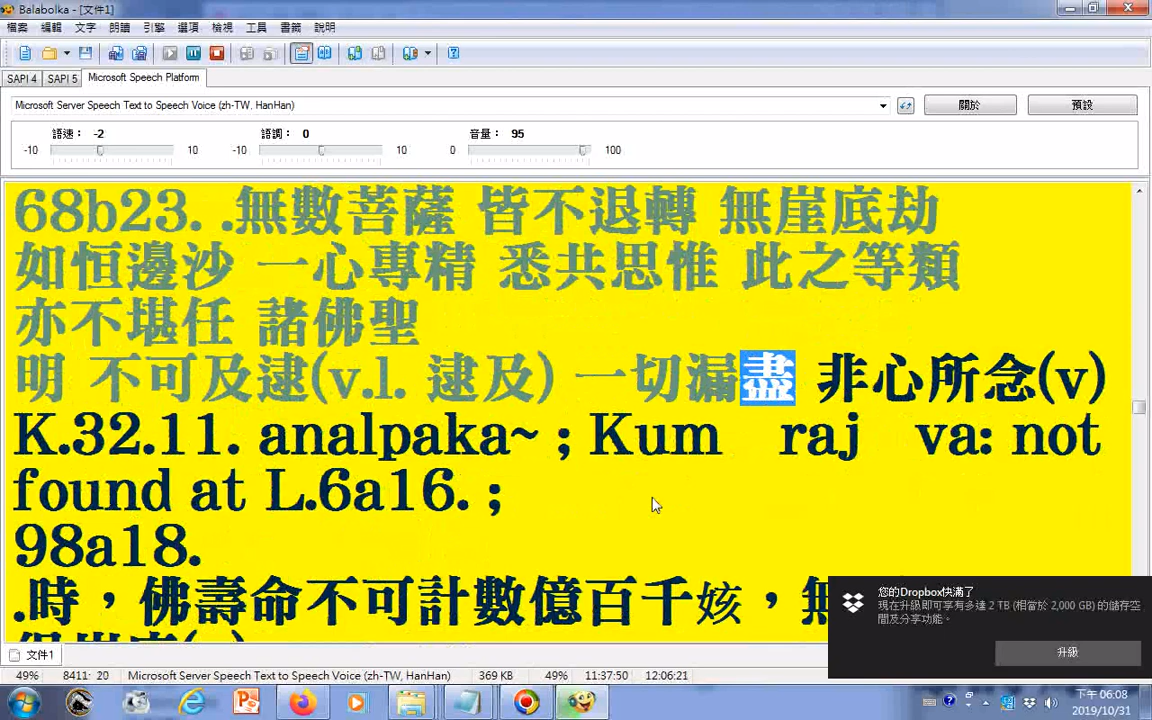 Balabolka - [文件1]
檔案 編輯 文字 朗讀 引擎 選項 檢視 工具 書籤 說明
SAPI 4 SAPI 5 Microsoft Speech Platform
Microsoft Server Speech Text to Speech Voice (zh-TW, HanHan)
關於 預設
語速： -2 語調： 0 音量： 95
-10 10 -10 10 0 100
68b23. .無數菩薩 皆不退轉 無崖底劫
如恒邊沙 一心專精 悉共思惟 此之等類
亦不堪任 諸佛聖
明 不可及逮(v.l. 逮及) 一切漏盡 非心所念(v)
K.32.11. analpaka~ ; Kum raj va: not
found at L.6a16. ;
98a18.
.時，佛壽命不可計數億百千姟，無
您的Dropbox快滿了
現在升級即可享有多達 2 TB (相當於 2,000 GB) 的儲存空
間及分享功能。
升級
文件1
49% 8411: 20 Microsoft Server Speech Text to Speech Voice (zh-TW, HanHan) 369 KB 49% 11:37:50 12:06:21
下午 06:08
2019/10/31